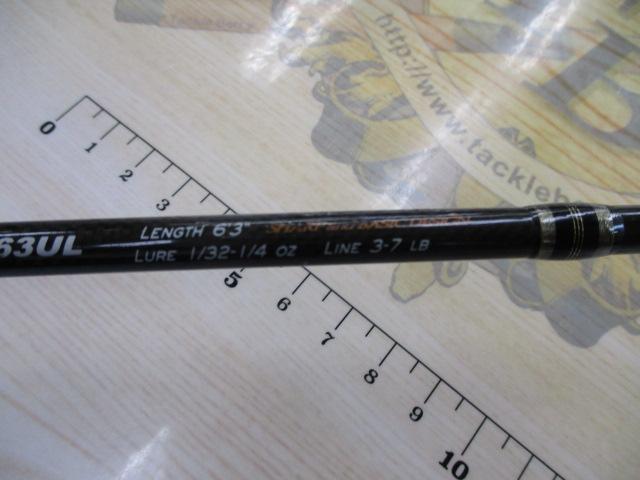 63UL
LENGTH 6'3"
LURE 1/32-1/4 OZ LINE 3-7 LB
http://www.tackleb
0
1
2
3
5
6
7
8
9
10